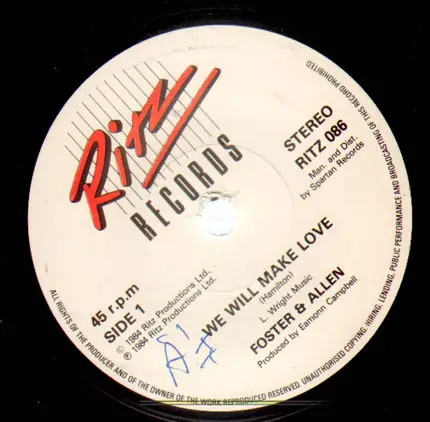 Ritz
RECORDS
STEREO
RITZ 086
Man. and Dist.
by Spartan Records
45 r.p.m
SIDE 1
© 1984 Ritz Productions Ltd.
℗ 1984 Ritz Productions Ltd.
WE WILL MAKE LOVE
(Hamilton)
L. Wright Music
FOSTER & ALLEN
Produced by Eamonn Campbell
ALL RIGHTS OF THE PRODUCER AND OF THE OWNER OF THE WORK REPRODUCED RESERVED. UNAUTHORISED COPYING, HIRING, LENDING, PUBLIC PERFORMANCE AND BROADCASTING OF THIS RECORD PROHIBITED